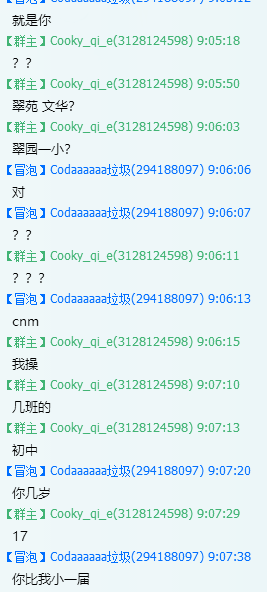 【冒泡】Codaaaaaa垃圾(294188097) 9:05:12
就是你
【群主】Cooky_qi_e(3128124598) 9:05:18
？？
【群主】Cooky_qi_e(3128124598) 9:05:50
翠苑 文华?
【群主】Cooky_qi_e(3128124598) 9:06:03
翠园一小?
【冒泡】Codaaaaaa垃圾(294188097) 9:06:06
对
【冒泡】Codaaaaaa垃圾(294188097) 9:06:07
？？
【群主】Cooky_qi_e(3128124598) 9:06:11
？？？
【冒泡】Codaaaaaa垃圾(294188097) 9:06:13
cnm
【群主】Cooky_qi_e(3128124598) 9:06:15
我操
【群主】Cooky_qi_e(3128124598) 9:07:10
几班的
【群主】Cooky_qi_e(3128124598) 9:07:13
初中
【冒泡】Codaaaaaa垃圾(294188097) 9:07:20
你几岁
【群主】Cooky_qi_e(3128124598) 9:07:29
17
【冒泡】Codaaaaaa垃圾(294188097) 9:07:38
你比我小一届